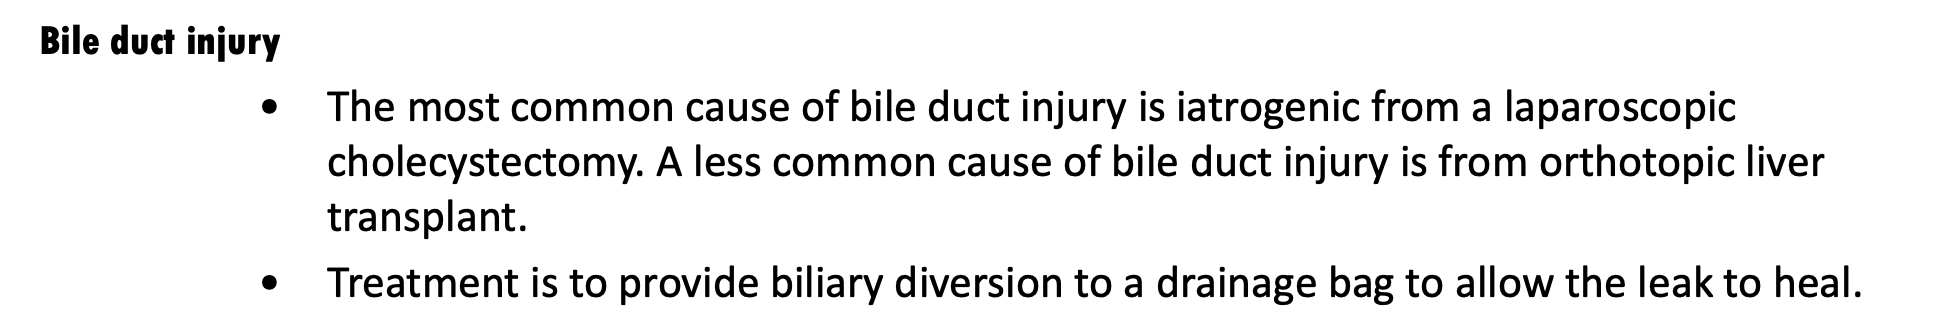 Bile duct injury
• The most common cause of bile duct injury is iatrogenic from a laparoscopic
cholecystectomy. A less common cause of bile duct injury is from orthotopic liver
transplant.
• Treatment is to provide biliary diversion to a drainage bag to allow the leak to heal.